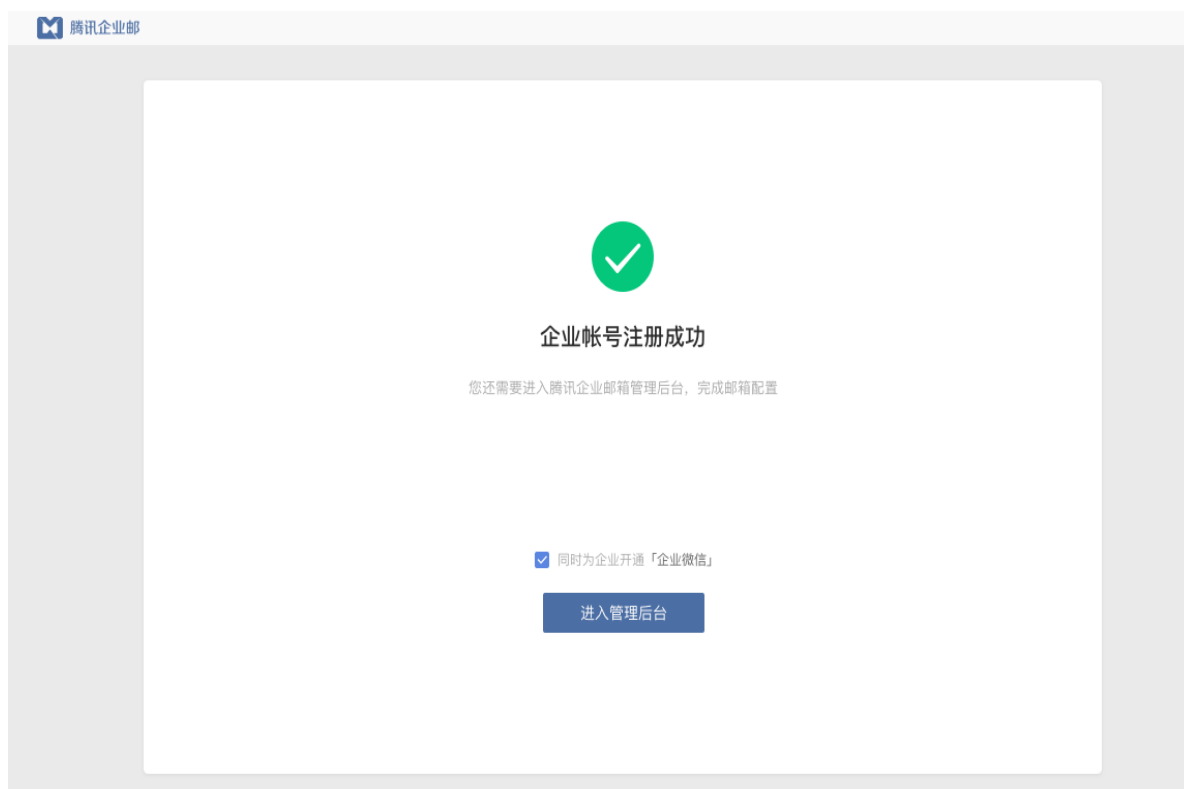 腾讯企业邮
企业帐号注册成功
您还需要进入腾讯企业邮箱管理后台，完成邮箱配置
同时为企业开通「企业微信」
进入管理后台